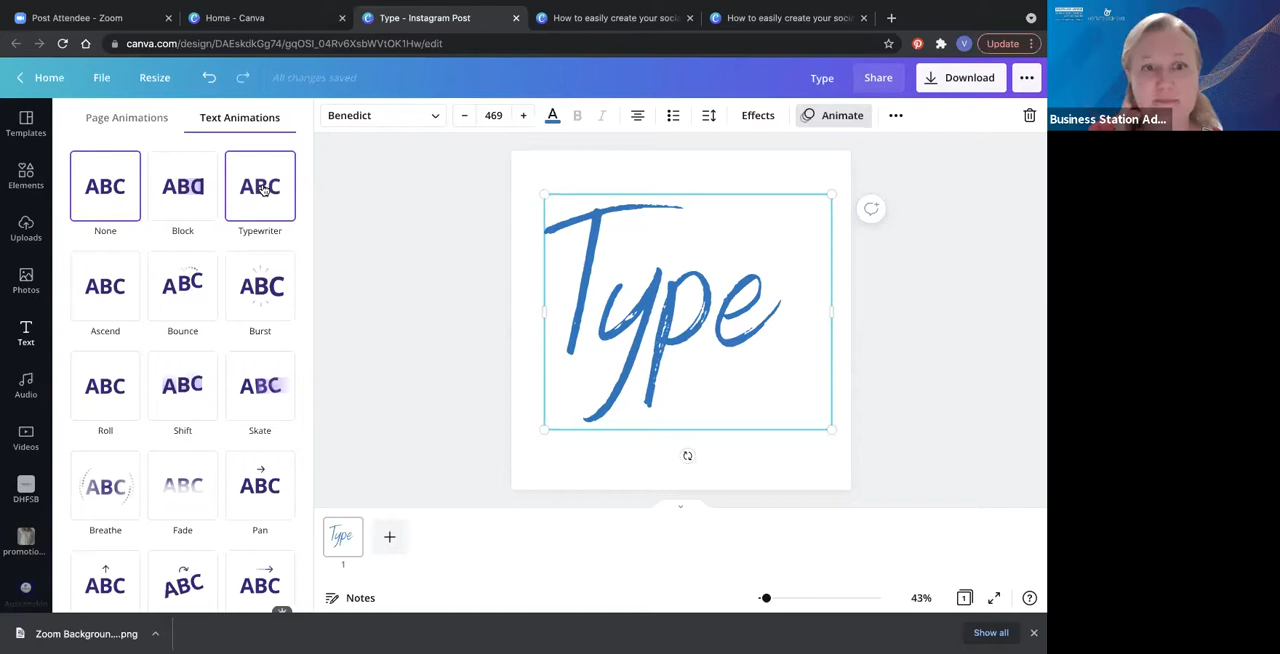 Post Attendee - Zoom
Home - Canva
Type - Instagram Post
How to easily create your soci
How to easily create your soci
canva.com/design/DAEskdkGg74/gqOSI_04Rv6XsbWVtOK1Hw/edit
V
Update
Home
File
Resize
All changes saved
Type
Share
Download
Business Station Ad...
Templates
Elements
Uploads
Photos
Text
Audio
Videos
DHFSB
promotio...
Page Animations
Text Animations
Benedict
469
A
B
I
Effects
Animate
ABC
None
ABC
Block
ABC
Typewriter
ABC
Ascend
ABC
Bounce
ABC
Burst
ABC
Roll
ABC
Shift
ABC
Skate
ABC
Breathe
ABC
Fade
ABC
Pan
ABC
ABC
ABC
Type
Type
1
Notes
43%
1
Zoom Backgroun....png
Show all